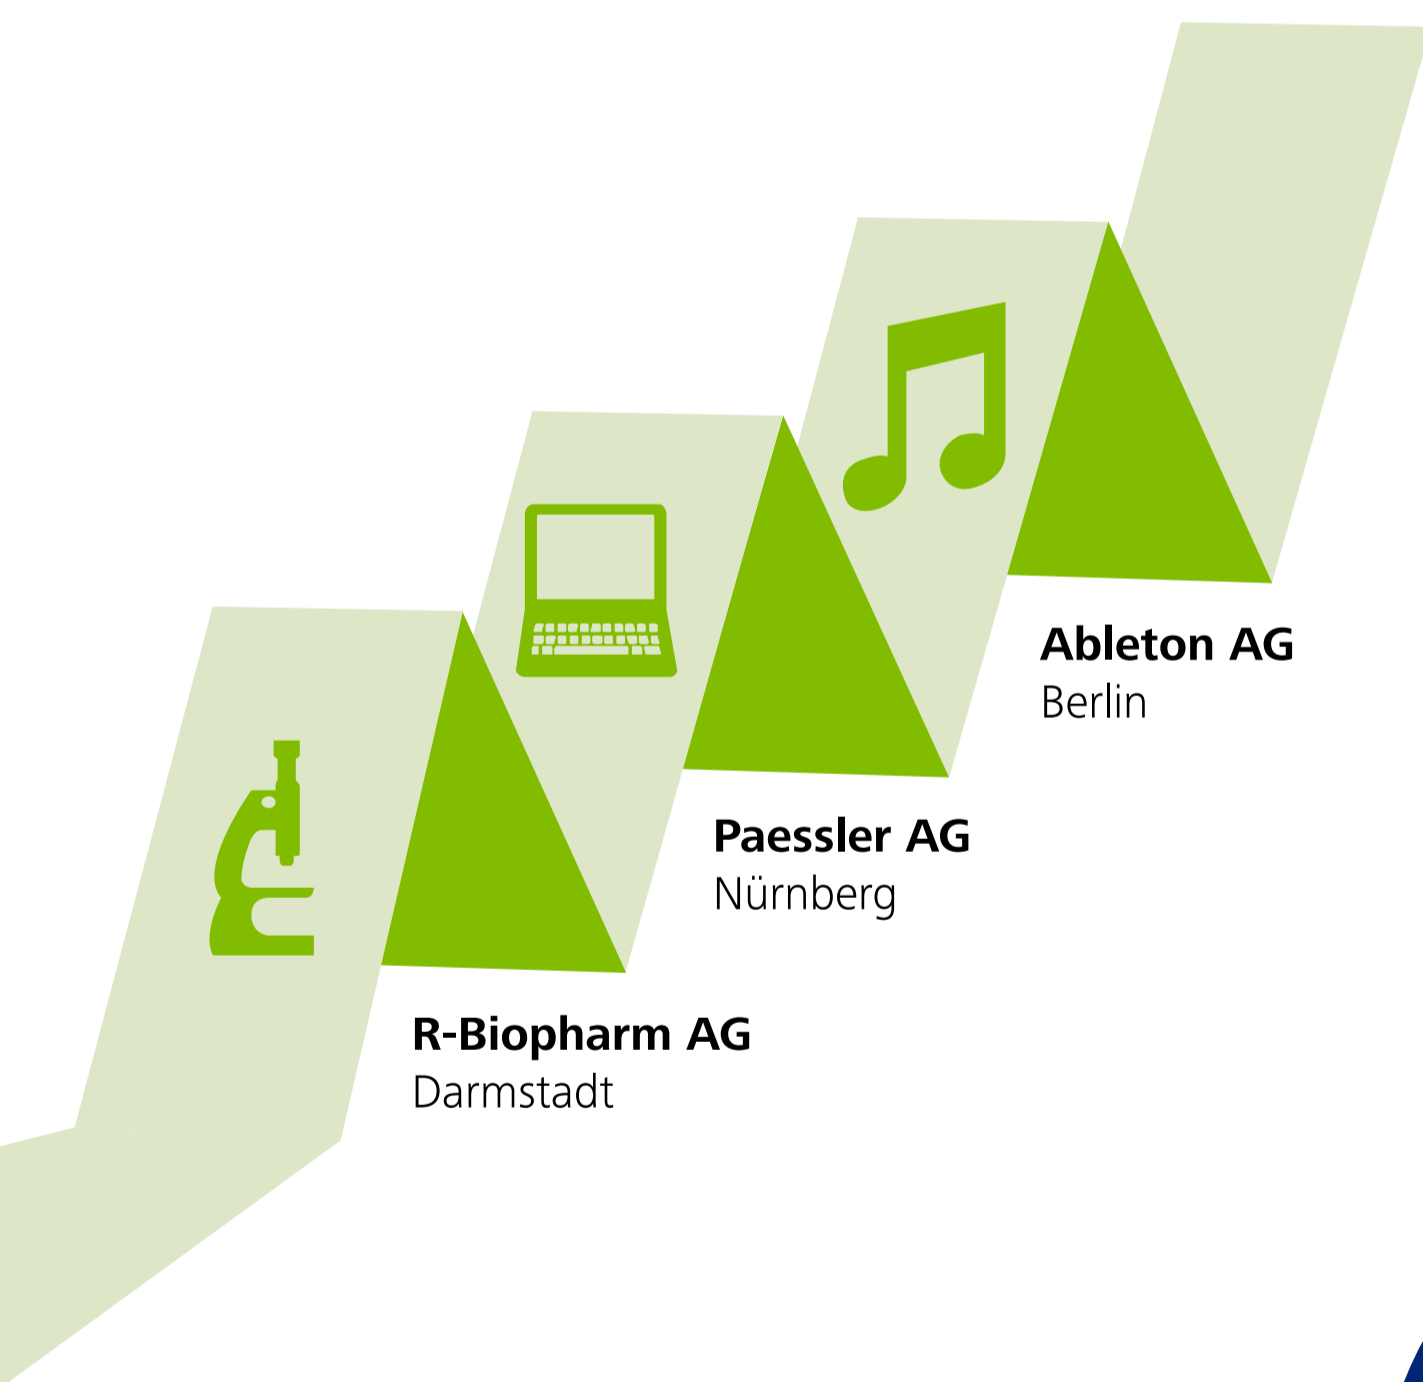 Ableton AG
Berlin
Paessler AG
Nürnberg
R-Biopharm AG
Darmstadt